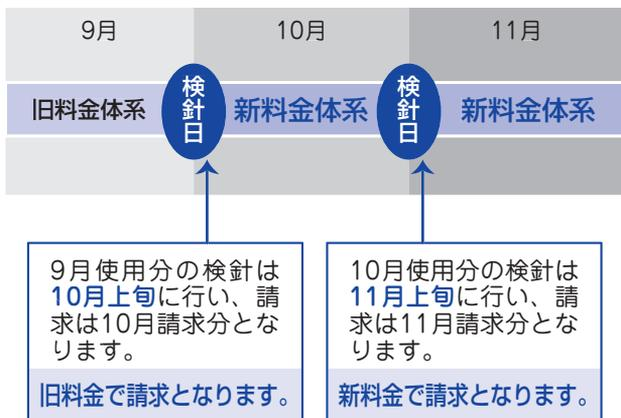 9月
10月
11月
旧料金体系
検針日
新料金体系
検針日
新料金体系
9月使用分の検針は
10月上旬に行い、請
求は10月請求分とな
ります。
旧料金で請求となります。
10月使用分の検針は
11月上旬に行い、請
求は11月請求分とな
ります。
新料金で請求となります。